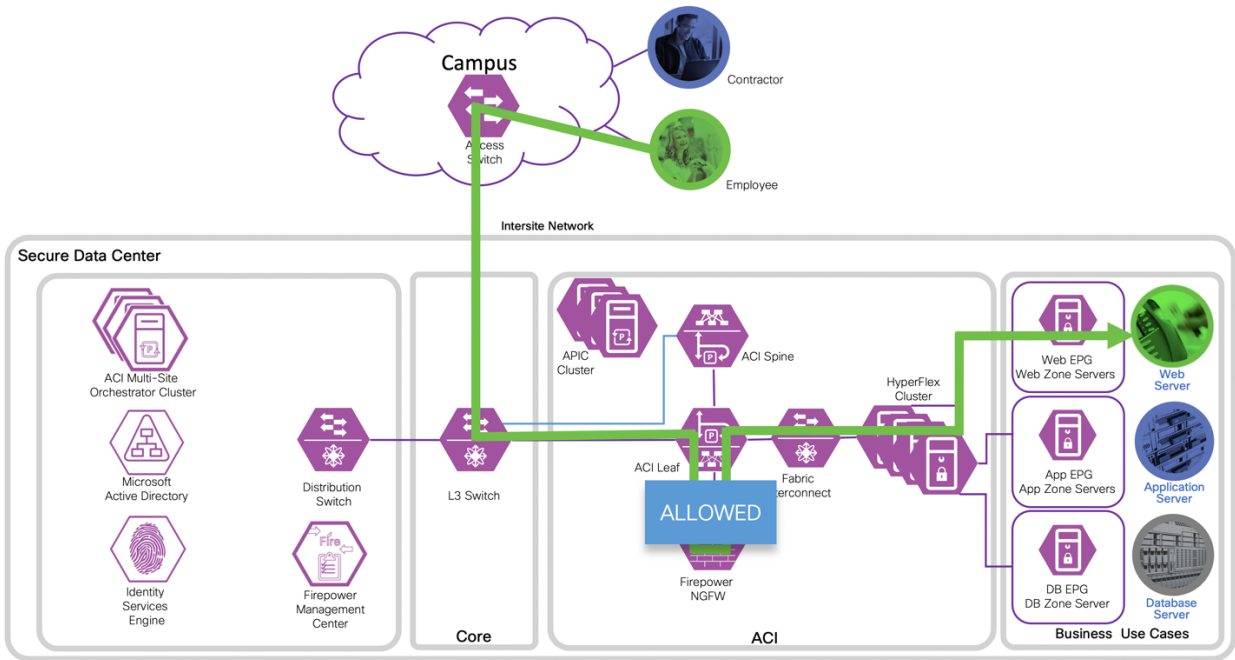 Campus
Contractor
Access
Switch
Employee
Intersite Network
Secure Data Center
ACI Multi-Site
Orchestrator Cluster
Microsoft
Active Directory
Identity
Services
Engine
Distribution
Switch
Fire
Firepower
Management
Center
L3 Switch
Core
APIC
Cluster
P
ACI Spine
P
ACI Leaf
P
P
Fabric
HyperFlex
Cluster
ALLOWED
Firepower
NGFW
ACI
Web EPG
Web Zone Servers
Web
Server
App EPG
App Zone Servers
Application
Server
DB EPG
DB Zone Server
Database
Server
Business Use Cases